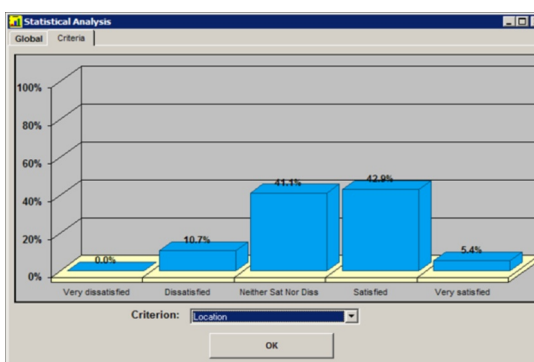 Statistical Analysis
Global Criteria
100%
80%
60%
40%
20%
0%
0.0%
10.7%
41.1%
42.9%
5.4%
Very dissatisfied Dissatisfied Neither Sat Nor Diss Satisfied Very satisfied
Criterion: Location
OK